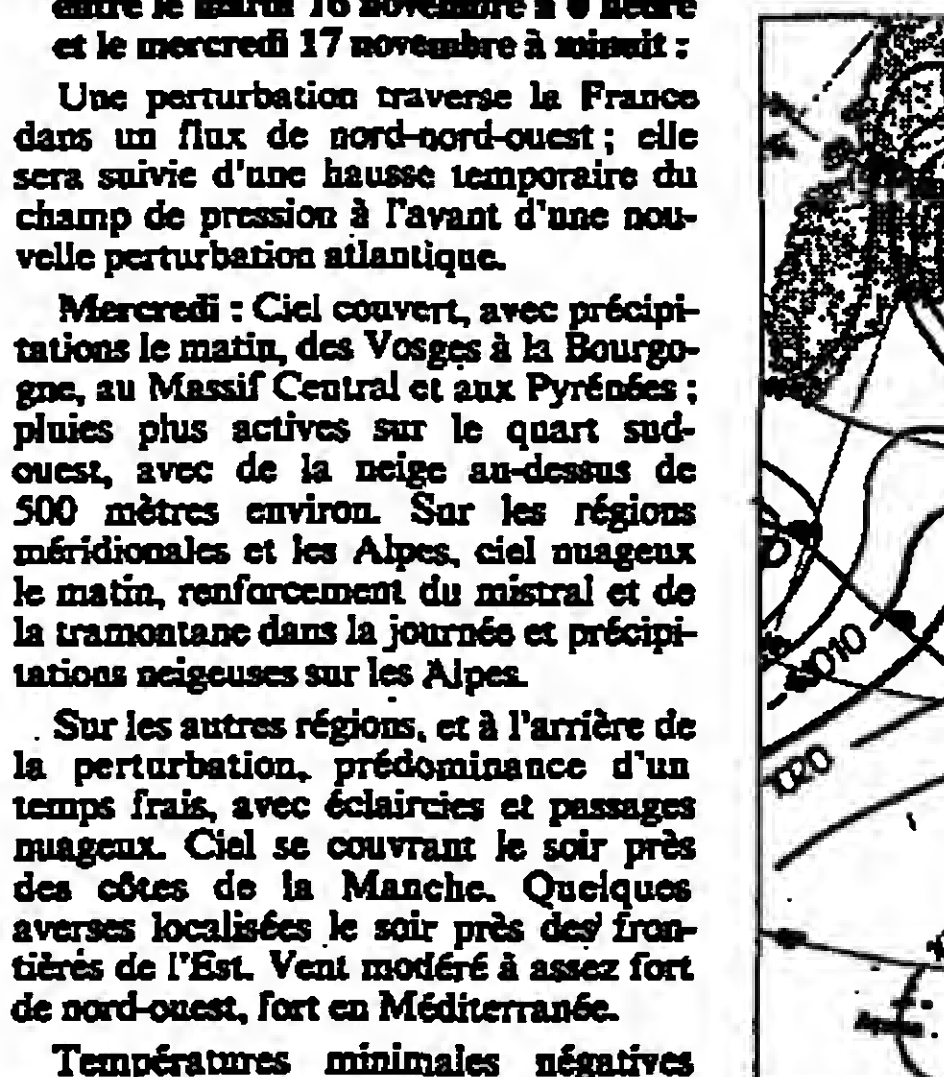 entre le mardi 16 novembre à 0 heure
et le mercredi 17 novembre à minuit :
Une perturbation traverse la France
dans un flux de nord-nord-ouest ; elle
sera suivie d'une hausse temporaire du
champ de pression à l'avant d'une nou-
velle perturbation atlantique.
Mercredi : Ciel couvert, avec précipi-
tations le matin, des Vosges à la Bourgo-
gne, au Massif Central et aux Pyrénées ;
pluies plus actives sur le quart sud-
ouest, avec de la neige au-dessus de
500 mètres environ. Sur les régions
méridionales et les Alpes, ciel nuageux
le matin, renforcement du mistral et de
la tramontane dans la journée et précipi-
tations neigeuses sur les Alpes.
Sur les autres régions, et à l'arrière de
la perturbation, prédominance d'un
temps frais, avec éclaircies et passages
nuageux. Ciel se couvrant le soir près
des côtes de la Manche. Quelques
averses localisées le soir près des fron-
tières de l'Est. Vent modéré à assez fort
de nord-ouest, fort en Méditerranée.
Températures minimales négatives
1010
1020